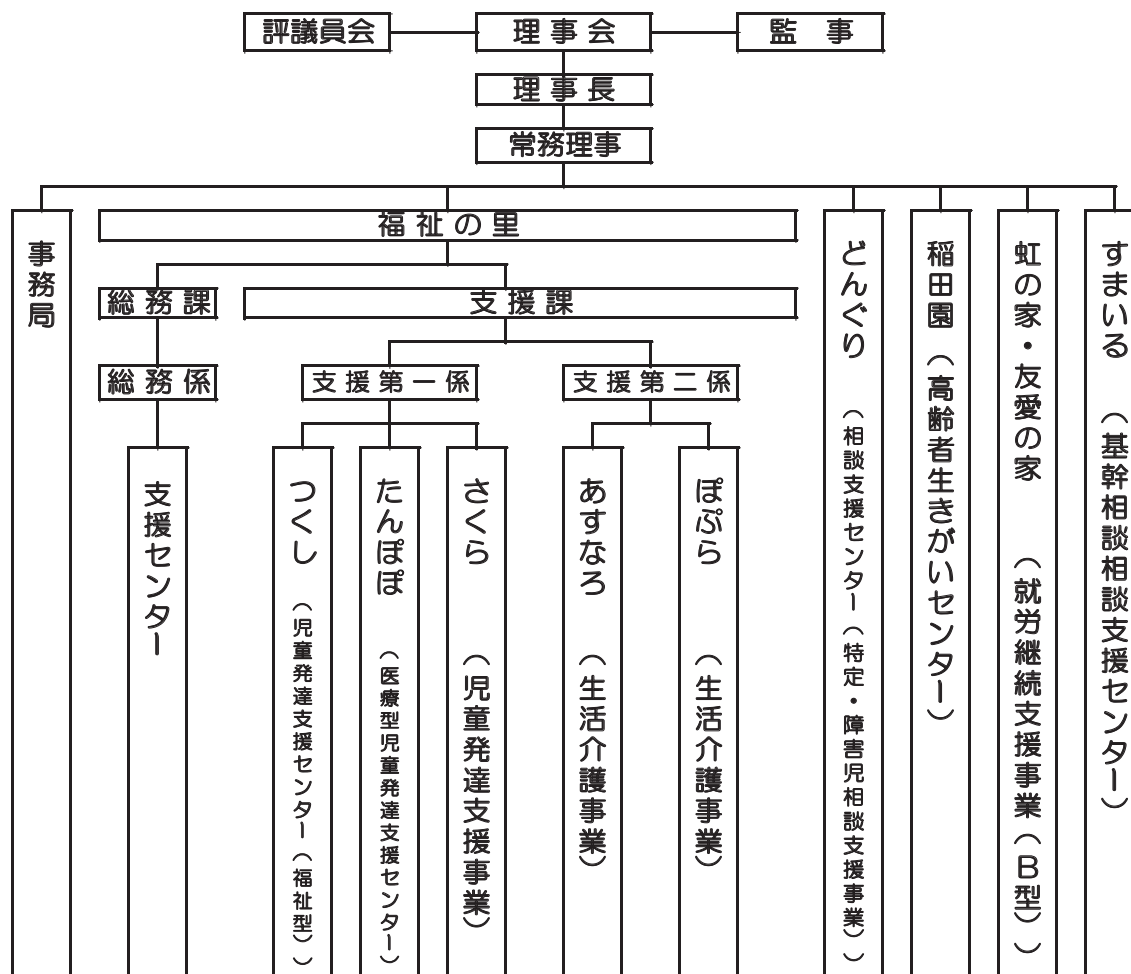 評議員会
理事会
監　事
理事長
常務理事
事務局
福祉の里
総務課
支援課
総務係
支援第一係
支援第二係
支援センター
つくし　（児童発達支援センター（福祉型））
たんぽぽ　（医療型児童発達支援センター）
さくら　（児童発達支援事業）
あすなろ　（生活介護事業）
ぽぷら　（生活介護事業）
どんぐり　（相談支援センター（特定・障害児相談支援事業））
稲田園（高齢者生きがいセンター）
虹の家・友愛の家　（就労継続支援事業（B型））
すまいる　（基幹相談相談支援センター）